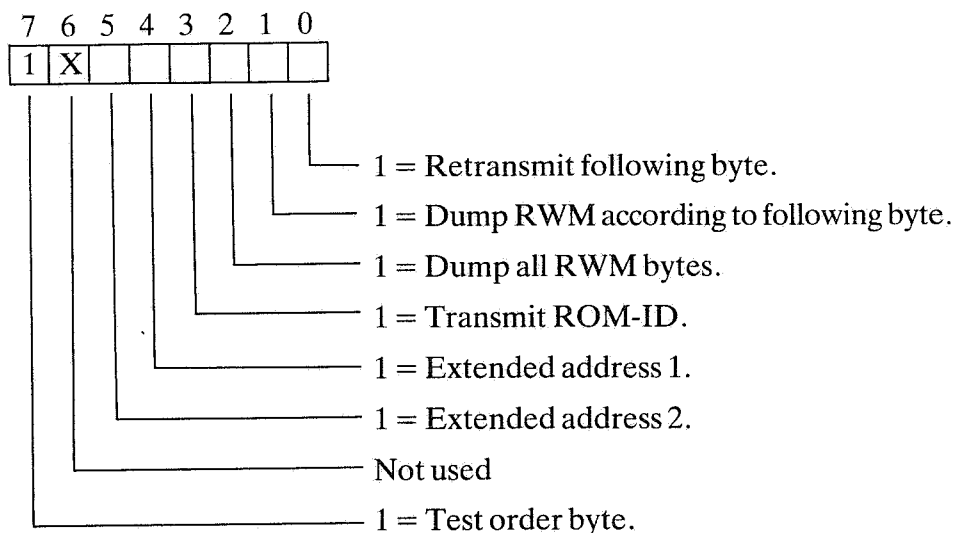 7 6 5 4 3 2 1 0
1 X
1 = Retransmit following byte.
1 = Dump RWM according to following byte.
1 = Dump all RWM bytes.
1 = Transmit ROM-ID.
1 = Extended address 1.
1 = Extended address 2.
Not used
1 = Test order byte.